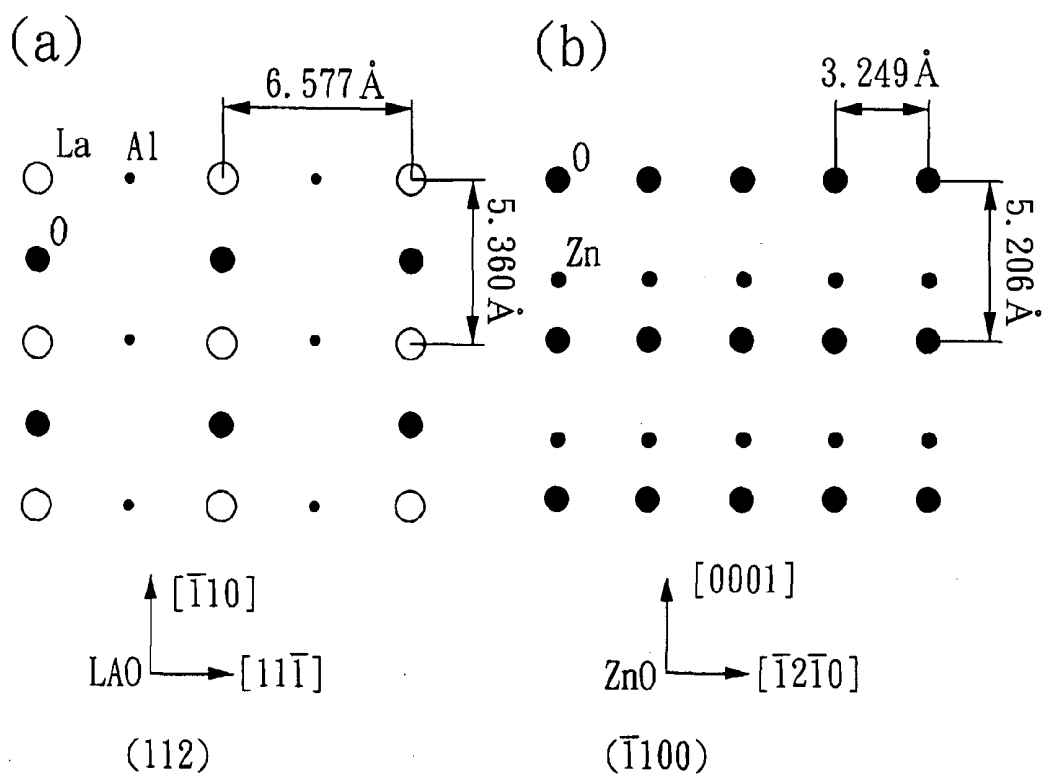 (a)
6.577Å
La
Al
O
5.360Å
[1̅10]
LAO
[111̅]
(112)
(b)
3.249Å
O
Zn
5.206Å
[0001]
ZnO
[1̅21̅0]
(1̅100)